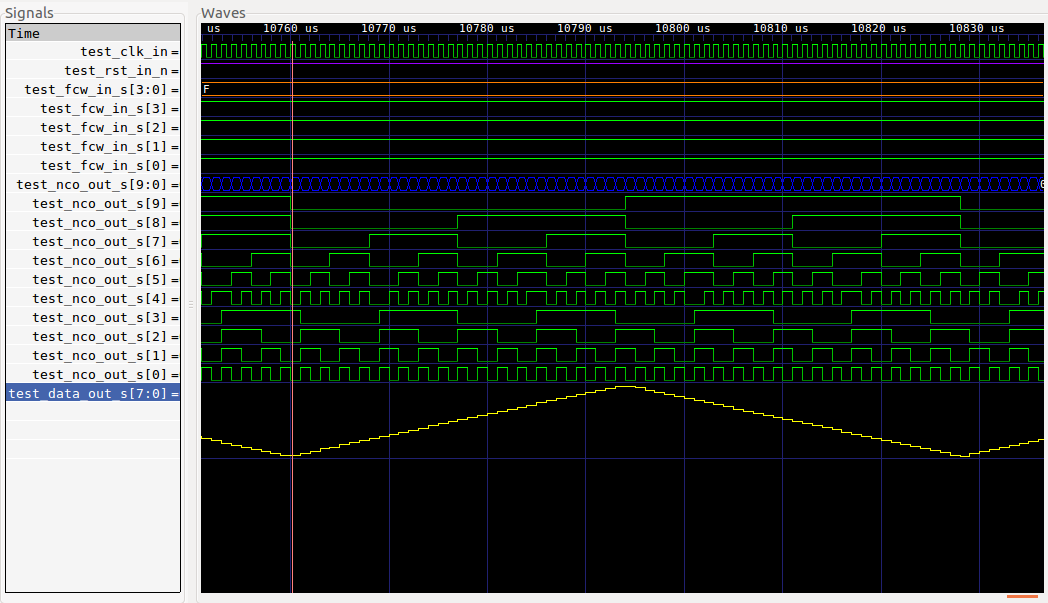 Signals
Waves
Time
us 10760 us 10770 us 10780 us 10790 us 10800 us 10810 us 10820 us 10830 us
test_clk_in =
test_rst_in_n =
test_fcw_in_s[3:0] =
F
test_fcw_in_s[3] =
test_fcw_in_s[2] =
test_fcw_in_s[1] =
test_fcw_in_s[0] =
test_nco_out_s[9:0] =
test_nco_out_s[9] =
test_nco_out_s[8] =
test_nco_out_s[7] =
test_nco_out_s[6] =
test_nco_out_s[5] =
test_nco_out_s[4] =
test_nco_out_s[3] =
test_nco_out_s[2] =
test_nco_out_s[1] =
test_nco_out_s[0] =
test_data_out_s[7:0] =